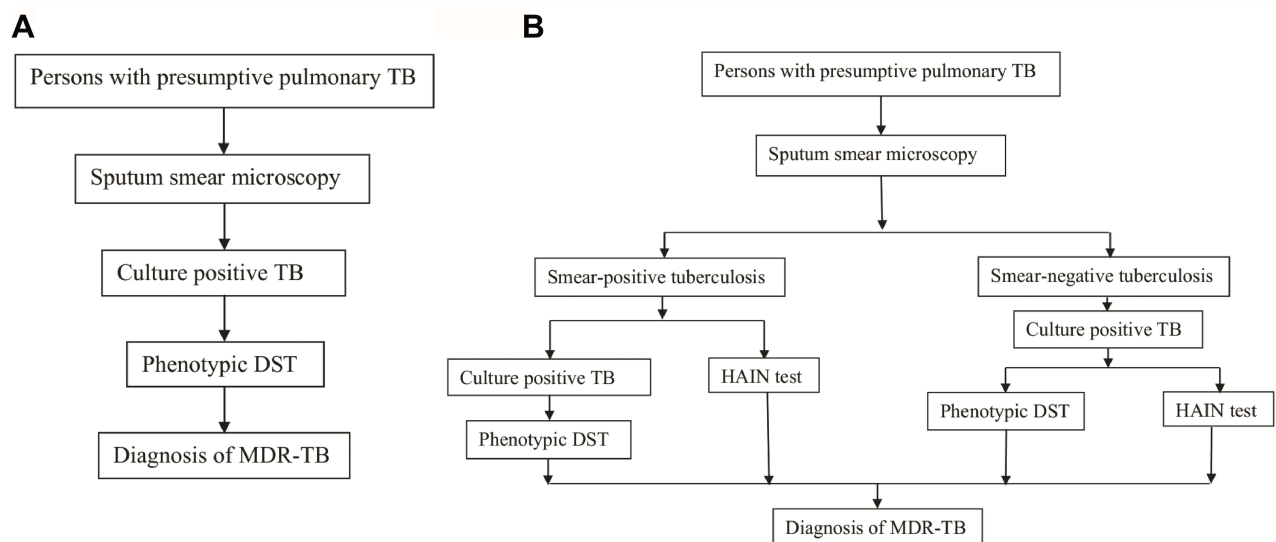 A
Persons with presumptive pulmonary TB
Sputum smear microscopy
Culture positive TB
Phenotypic DST
Diagnosis of MDR-TB
B
Persons with presumptive pulmonary TB
Sputum smear microscopy
Smear-positive tuberculosis
Smear-negative tuberculosis
Culture positive TB
Culture positive TB
HAIN test
Phenotypic DST
HAIN test
Phenotypic DST
Diagnosis of MDR-TB